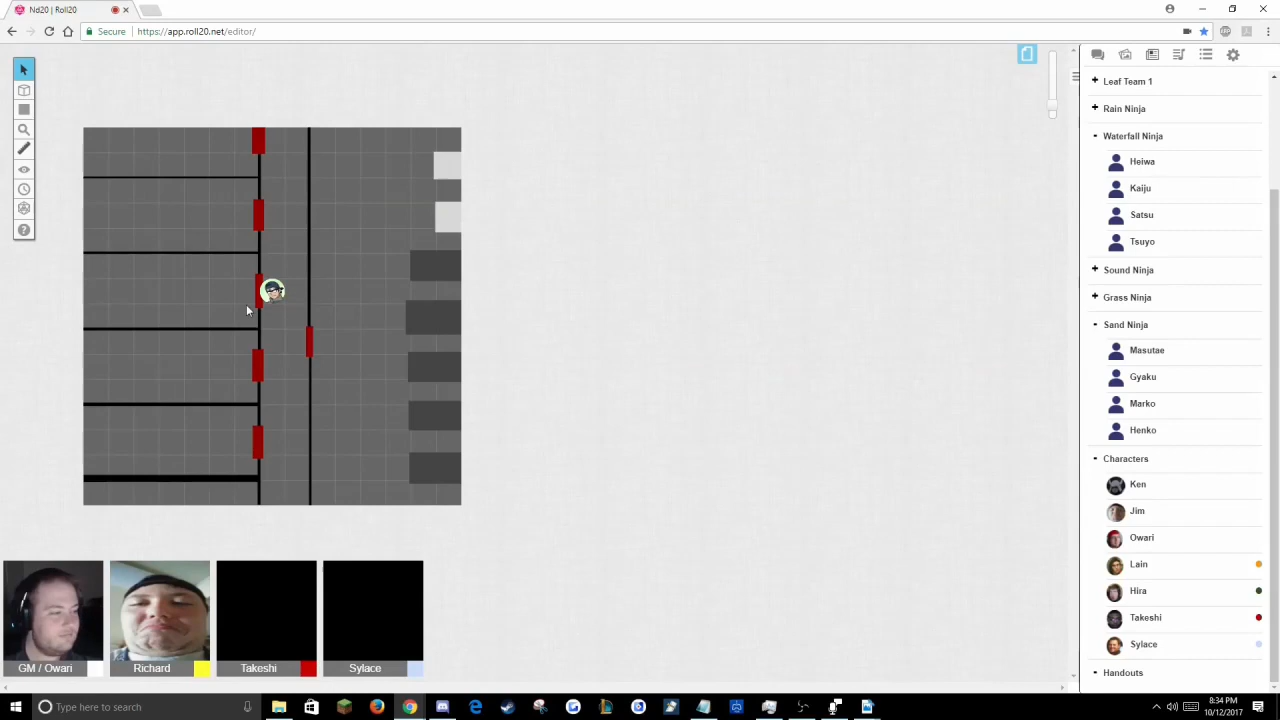 Nd20 | Roll20
Secure
https://app.roll20.net/editor/
Leaf Team 1
Rain Ninja
Waterfall Ninja
Heiwa
Kaiju
Satsu
Tsuyo
Sound Ninja
Grass Ninja
Sand Ninja
Masutae
Gyaku
Marko
Henko
Characters
Ken
Jim
Owari
Lain
Hira
Takeshi
Sylace
Handouts
GM / Owari
Richard
Takeshi
Sylace
Type here to search
8:34 PM
10/12/2017